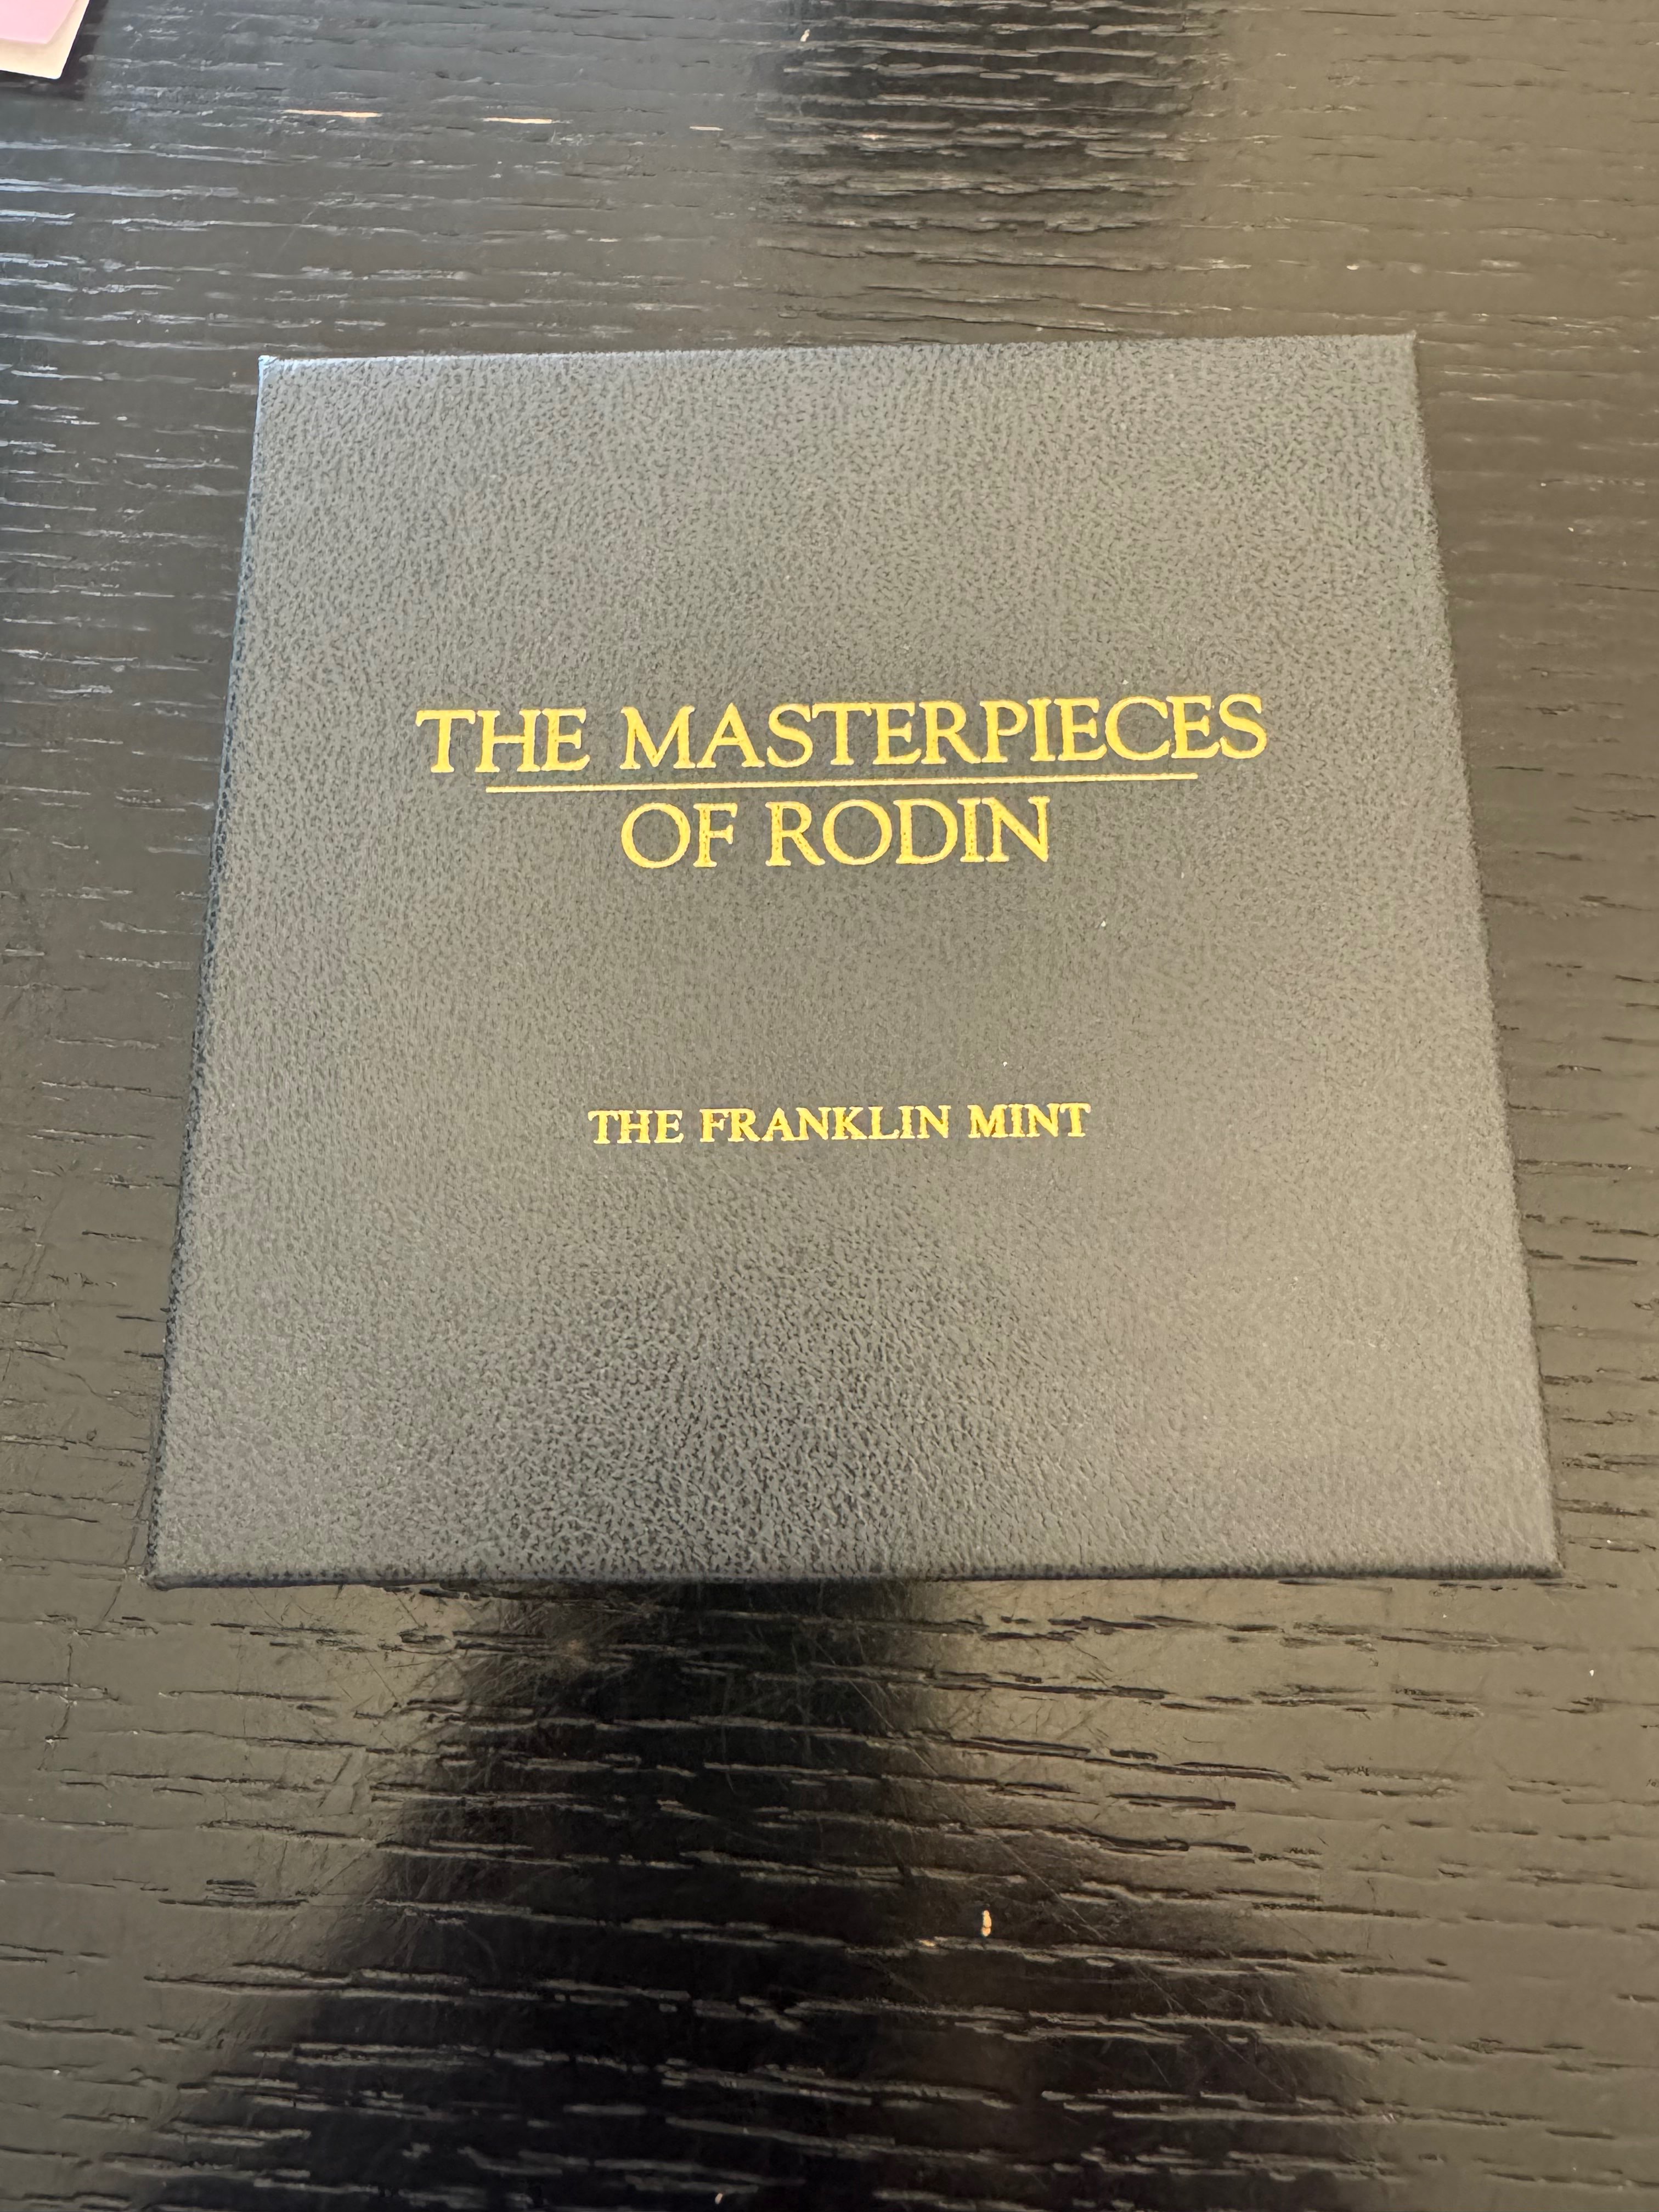 THE MASTERPIECES
OF RODIN
THE FRANKLIN MINT